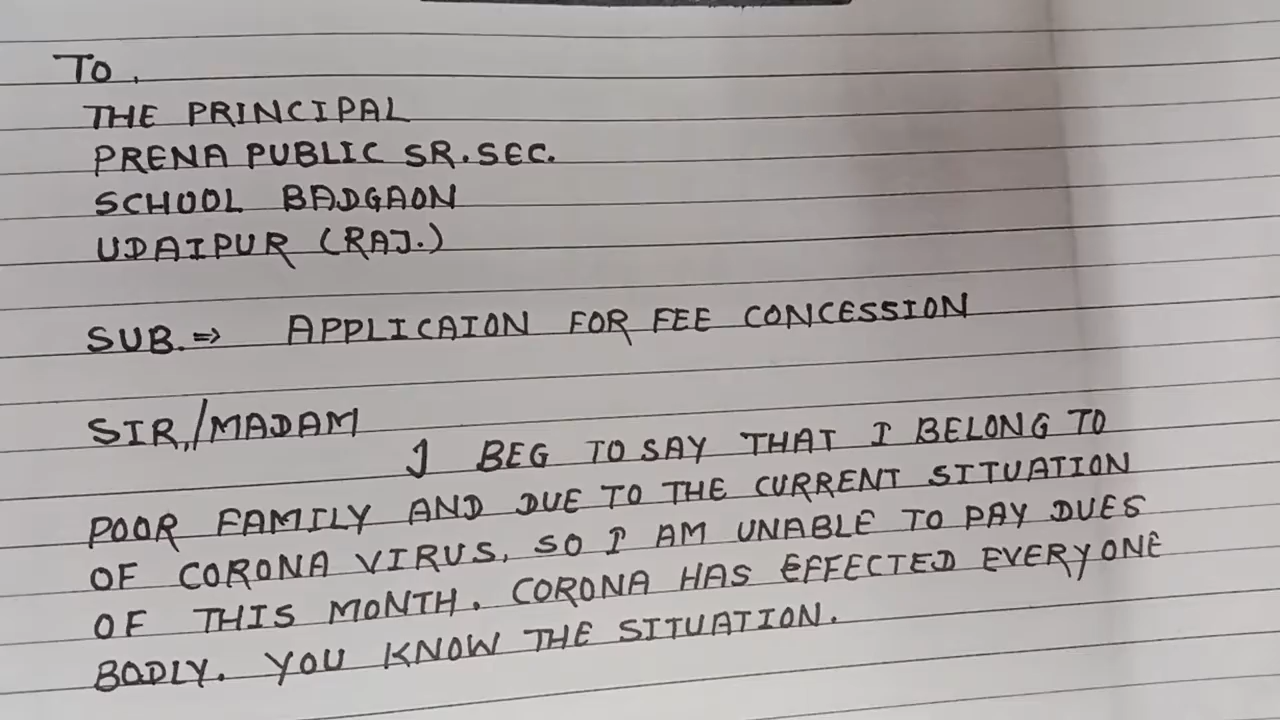 TO,
THE PRINCIPAL
PRENA PUBLIC SR. SEC.
SCHOOL BADGAON
UDAIPUR (RAJ.)
SUB. ⇒ APPLICAION FOR FEE CONCESSION
SIR,/MADAM
I BEG TO SAY THAT I BELONG TO
POOR FAMILY AND DUE TO THE CURRENT SITUATION
OF CORONA VIRUS, SO I AM UNABLE TO PAY DUES
OF THIS MONTH. CORONA HAS EFFECTED EVERYONE
BADLY. YOU KNOW THE SITUATION.